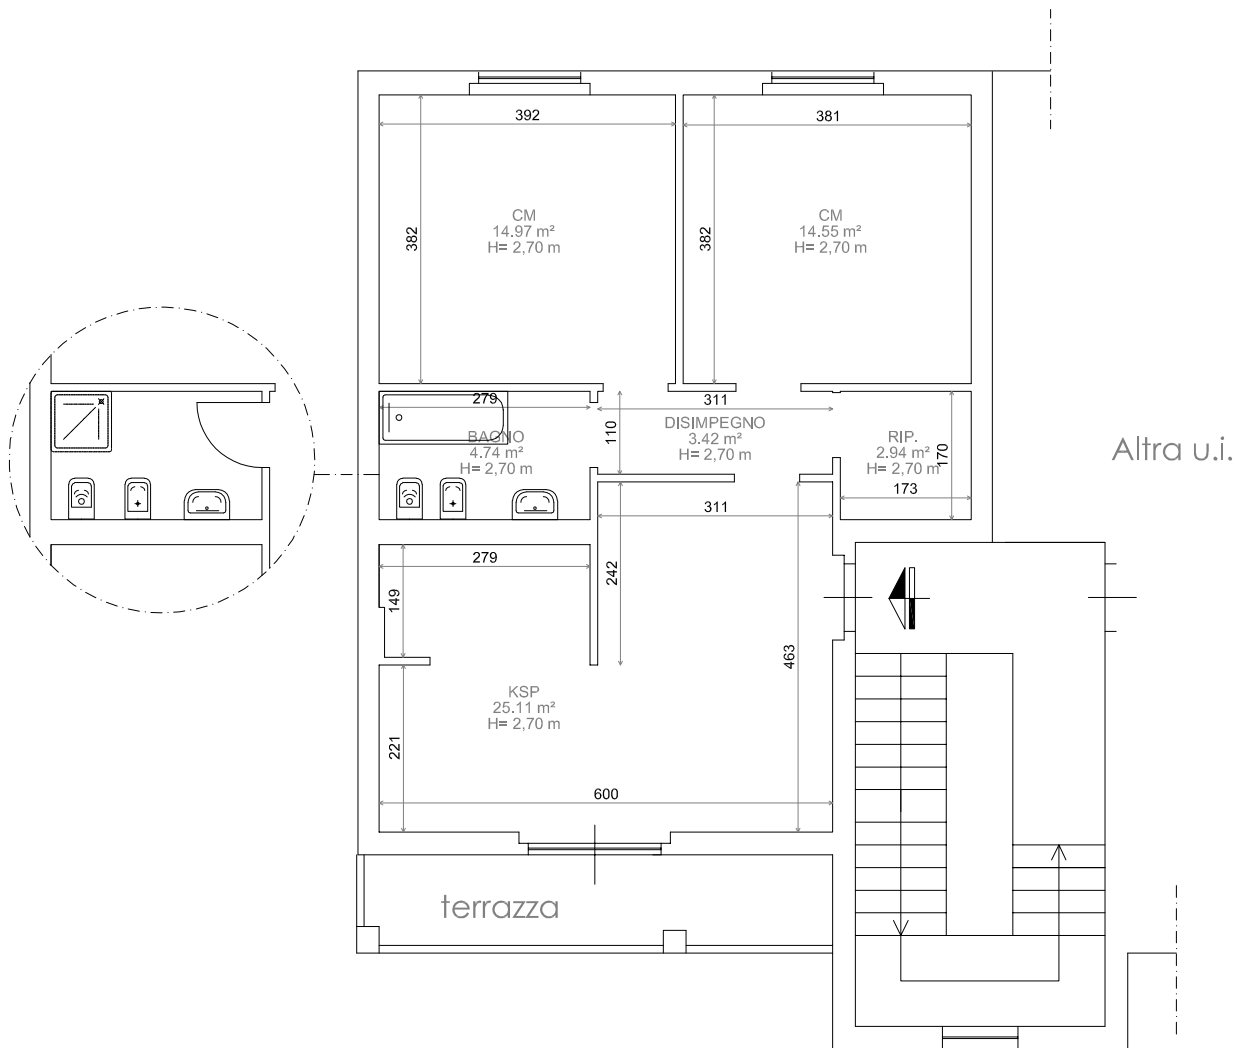 392
381
382
382
CM
14.97 m²
H= 2,70 m
CM
14.55 m²
H= 2,70 m
279
311
110
BAGNO
4.74 m²
H= 2,70 m
DISIMPEGNO
3.42 m²
H= 2,70 m
RIP.
2.94 m²
H= 2,70 m
170
173
Altra u.i.
311
279
242
149
463
KSP
25.11 m²
H= 2,70 m
221
600
terrazza